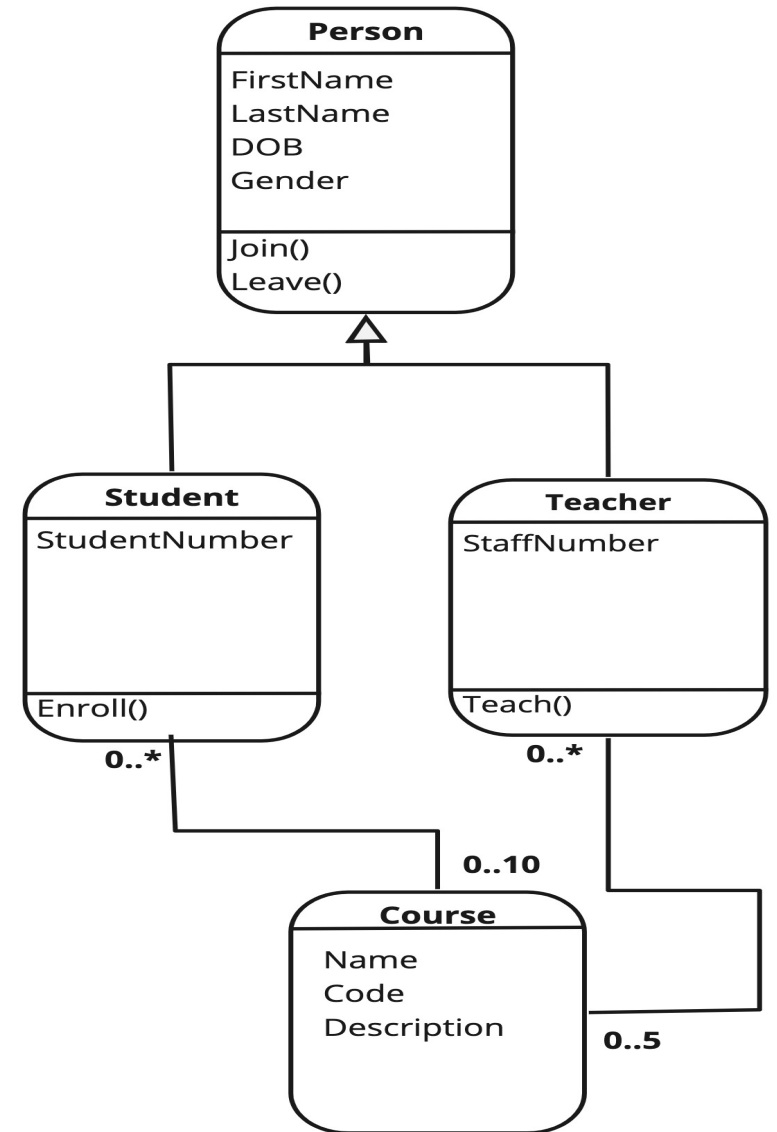 Person
FirstName
LastName
DOB
Gender
Join()
Leave()
Student
StudentNumber
Enroll()
0..*
Teacher
StaffNumber
Teach()
0..*
0..10
Course
Name
Code
Description
0..5